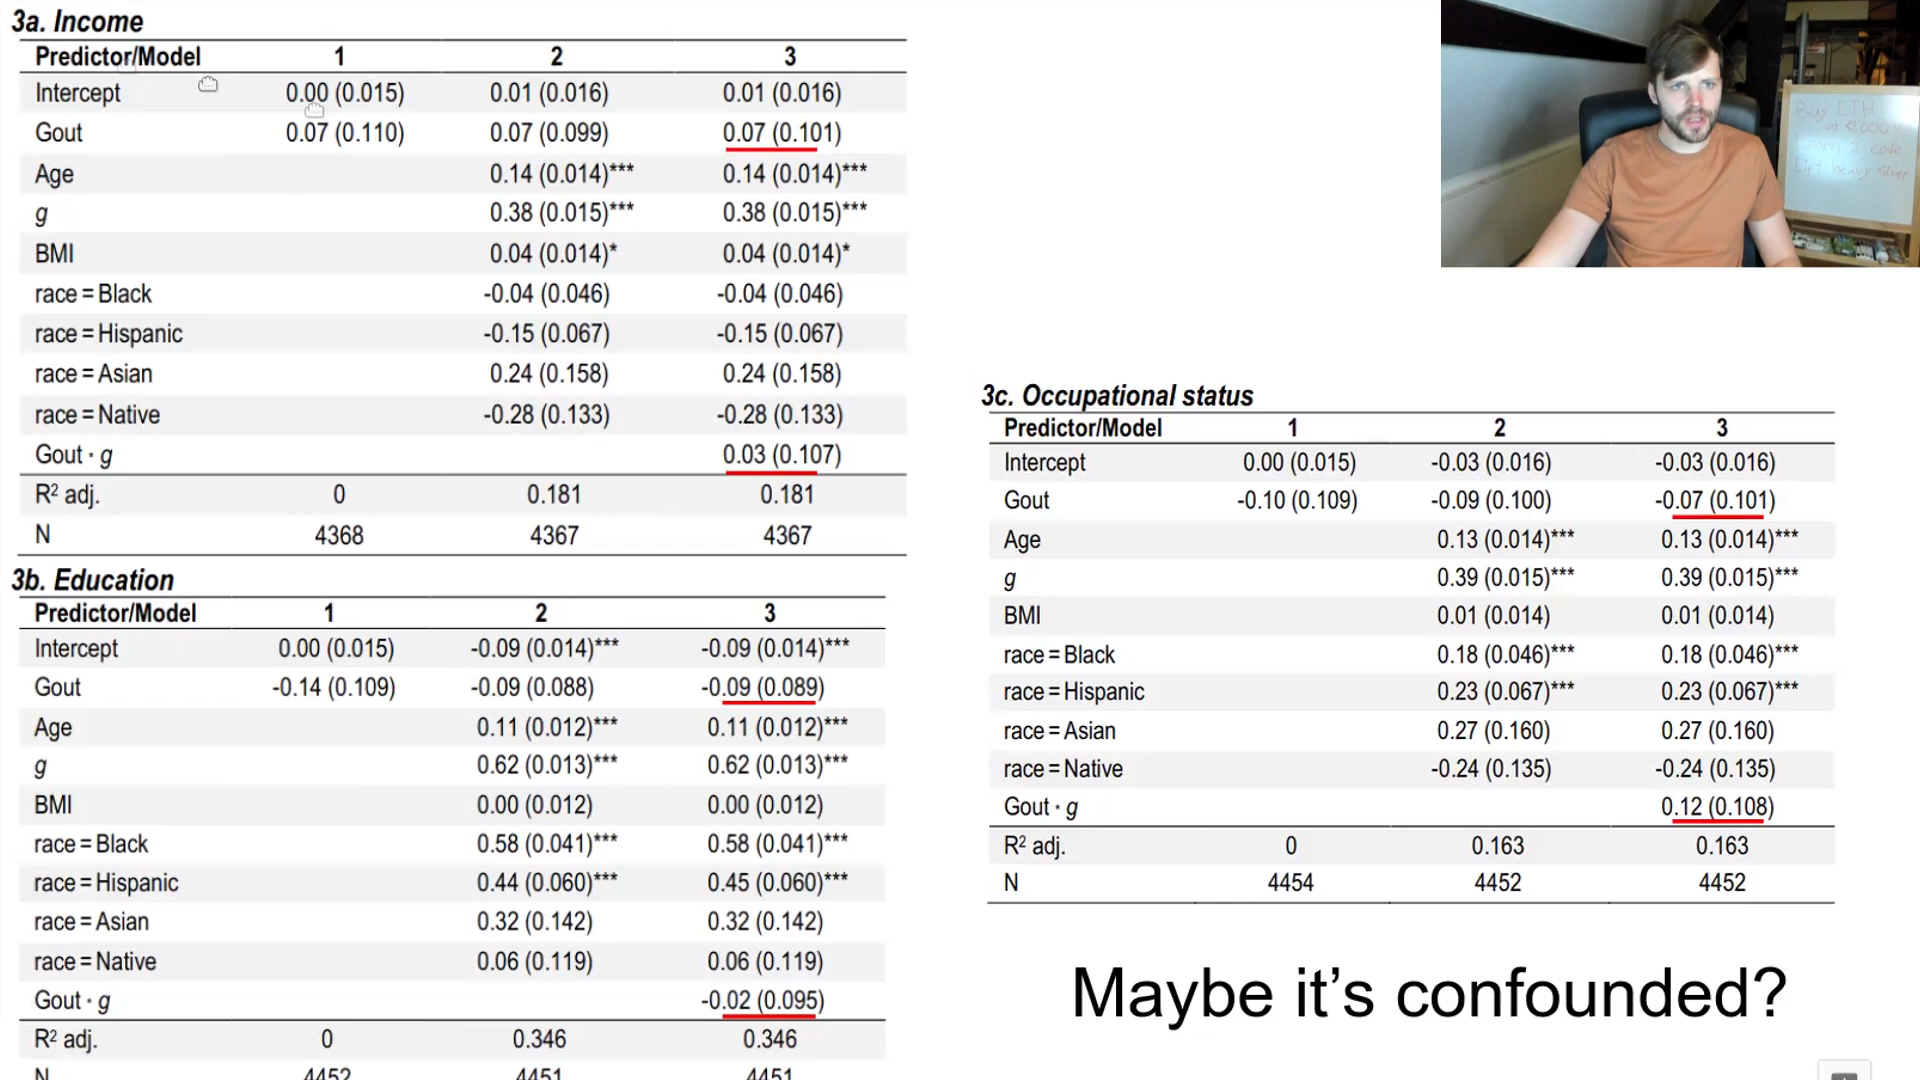 3a. Income
Predictor/Model 1 2 3
Intercept 0.00 (0.015) 0.01 (0.016) 0.01 (0.016)
Gout 0.07 (0.110) 0.07 (0.099) 0.07 (0.101)
Age 0.14 (0.014)*** 0.14 (0.014)***
g 0.38 (0.015)*** 0.38 (0.015)***
BMI 0.04 (0.014)* 0.04 (0.014)*
race = Black -0.04 (0.046) -0.04 (0.046)
race = Hispanic -0.15 (0.067) -0.15 (0.067)
race = Asian 0.24 (0.158) 0.24 (0.158)
race = Native -0.28 (0.133) -0.28 (0.133)
Gout · g 0.03 (0.107)
R² adj. 0 0.181 0.181
N 4368 4367 4367
3b. Education
Predictor/Model 1 2 3
Intercept 0.00 (0.015) -0.09 (0.014)*** -0.09 (0.014)***
Gout -0.14 (0.109) -0.09 (0.088) -0.09 (0.089)
Age 0.11 (0.012)*** 0.11 (0.012)***
g 0.62 (0.013)*** 0.62 (0.013)***
BMI 0.00 (0.012) 0.00 (0.012)
race = Black 0.58 (0.041)*** 0.58 (0.041)***
race = Hispanic 0.44 (0.060)*** 0.45 (0.060)***
race = Asian 0.32 (0.142) 0.32 (0.142)
race = Native 0.06 (0.119) 0.06 (0.119)
Gout · g -0.02 (0.095)
R² adj. 0 0.346 0.346
N 4452 4451 4451
Buy ETH
at <1000
Learn 2 code
Lift heavy
3c. Occupational status
Predictor/Model 1 2 3
Intercept 0.00 (0.015) -0.03 (0.016) -0.03 (0.016)
Gout -0.10 (0.109) -0.09 (0.100) -0.07 (0.101)
Age 0.13 (0.014)*** 0.13 (0.014)***
g 0.39 (0.015)*** 0.39 (0.015)***
BMI 0.01 (0.014) 0.01 (0.014)
race = Black 0.18 (0.046)*** 0.18 (0.046)***
race = Hispanic 0.23 (0.067)*** 0.23 (0.067)***
race = Asian 0.27 (0.160) 0.27 (0.160)
race = Native -0.24 (0.135) -0.24 (0.135)
Gout · g 0.12 (0.108)
R² adj. 0 0.163 0.163
N 4454 4452 4452
Maybe it's confounded?